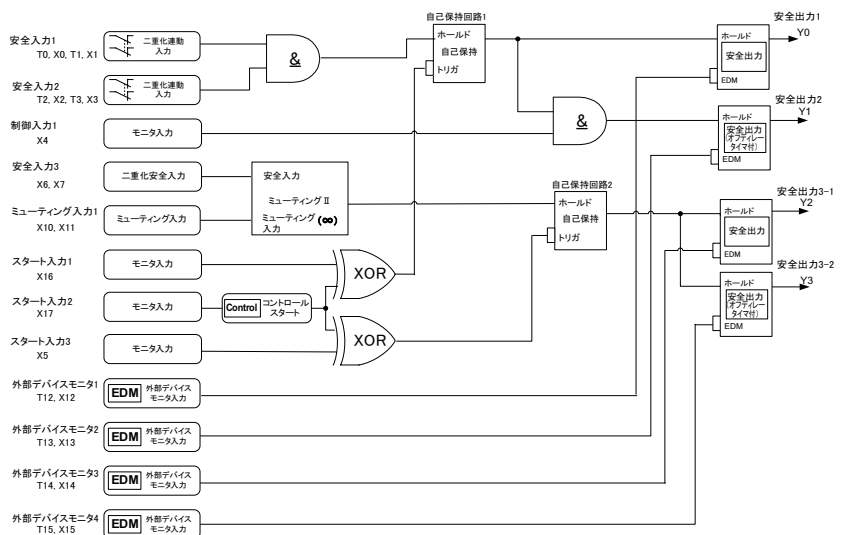 安全入力1
T0, X0, T1, X1
二重化連動
入力
&
自己保持回路1
ホールド
自己保持
トリガ
安全出力1
Y0
ホールド
安全出力
EDM
安全入力2
T2, X2, T3, X3
二重化連動
入力
制御入力1
X4
モニタ入力
&
安全出力2
Y1
ホールド
安全出力
(オフディレー
タイマ付)
EDM
安全入力3
X6, X7
二重化安全入力
安全入力
ミューティング Ⅱ
ミューティング
入力
(∞)
ミューティング入力1
X10, X11
ミューティング入力
自己保持回路2
ホールド
自己保持
トリガ
安全出力3-1
Y2
ホールド
安全出力
EDM
スタート入力1
X16
モニタ入力
XOR
スタート入力2
X17
モニタ入力
Control
コントロール
スタート
安全出力3-2
Y3
ホールド
安全出力
(オフディレー
タイマ付)
EDM
スタート入力3
X5
モニタ入力
XOR
外部デバイスモニタ1
T12, X12
EDM
外部デバイス
モニタ入力
外部デバイスモニタ2
T13, X13
EDM
外部デバイス
モニタ入力
外部デバイスモニタ3
T14, X14
EDM
外部デバイス
モニタ入力
外部デバイスモニタ4
T15, X15
EDM
外部デバイス
モニタ入力